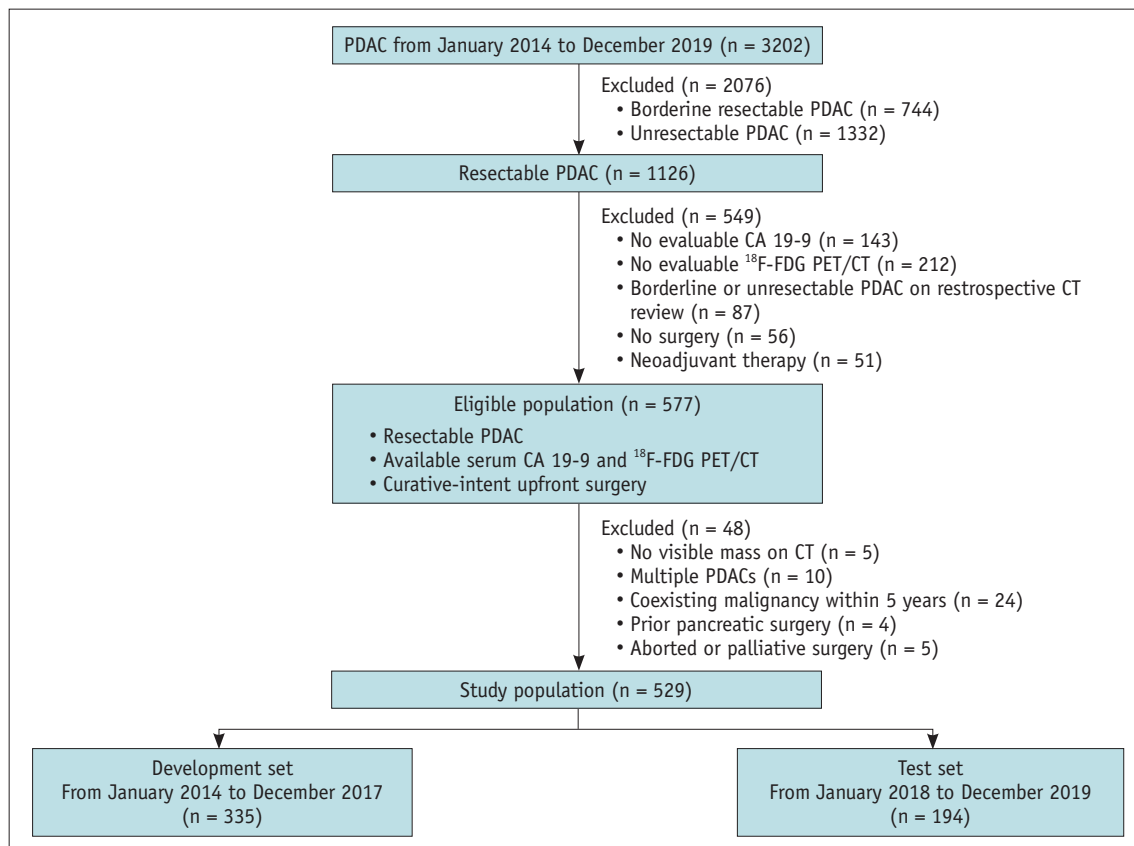 PDAC from January 2014 to December 2019 (n = 3202)
Excluded (n = 2076)
• Borderine resectable PDAC (n = 744)
• Unresectable PDAC (n = 1332)
Resectable PDAC (n = 1126)
Excluded (n = 549)
• No evaluable CA 19-9 (n = 143)
• No evaluable ¹⁸F-FDG PET/CT (n = 212)
• Borderline or unresectable PDAC on restrospective CT
review (n = 87)
• No surgery (n = 56)
• Neoadjuvant therapy (n = 51)
Eligible population (n = 577)
• Resectable PDAC
• Available serum CA 19-9 and ¹⁸F-FDG PET/CT
• Curative-intent upfront surgery
Excluded (n = 48)
• No visible mass on CT (n = 5)
• Multiple PDACs (n = 10)
• Coexisting malignancy within 5 years (n = 24)
• Prior pancreatic surgery (n = 4)
• Aborted or palliative surgery (n = 5)
Study population (n = 529)
Development set
From January 2014 to December 2017
(n = 335)
Test set
From January 2018 to December 2019
(n = 194)